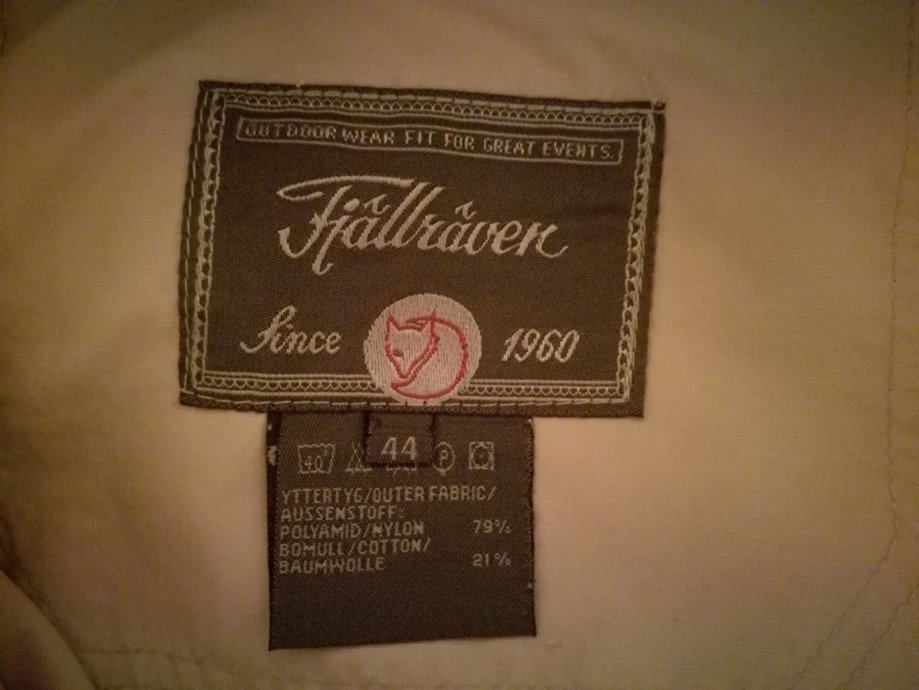 OUTDOOR WEAR FIT FOR GREAT EVENTS.
Fjällräven
Since 1960
44
40° P
YTTERTYG/OUTER FABRIC/
AUSSENSTOFF:
POLYAMID/NYLON 79%
BOMULL/COTTON/
BAUMWOLLE 21%